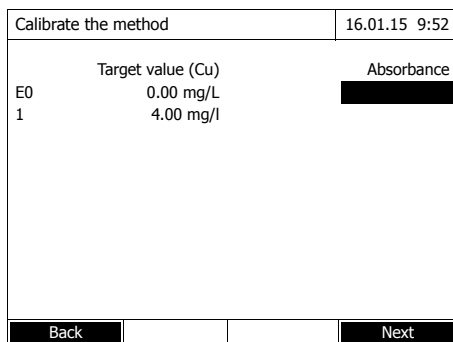 Calibrate the method 16.01.15 9:52
Target value (Cu) Absorbance
E0 0.00 mg/L
1 4.00 mg/l
Back Next